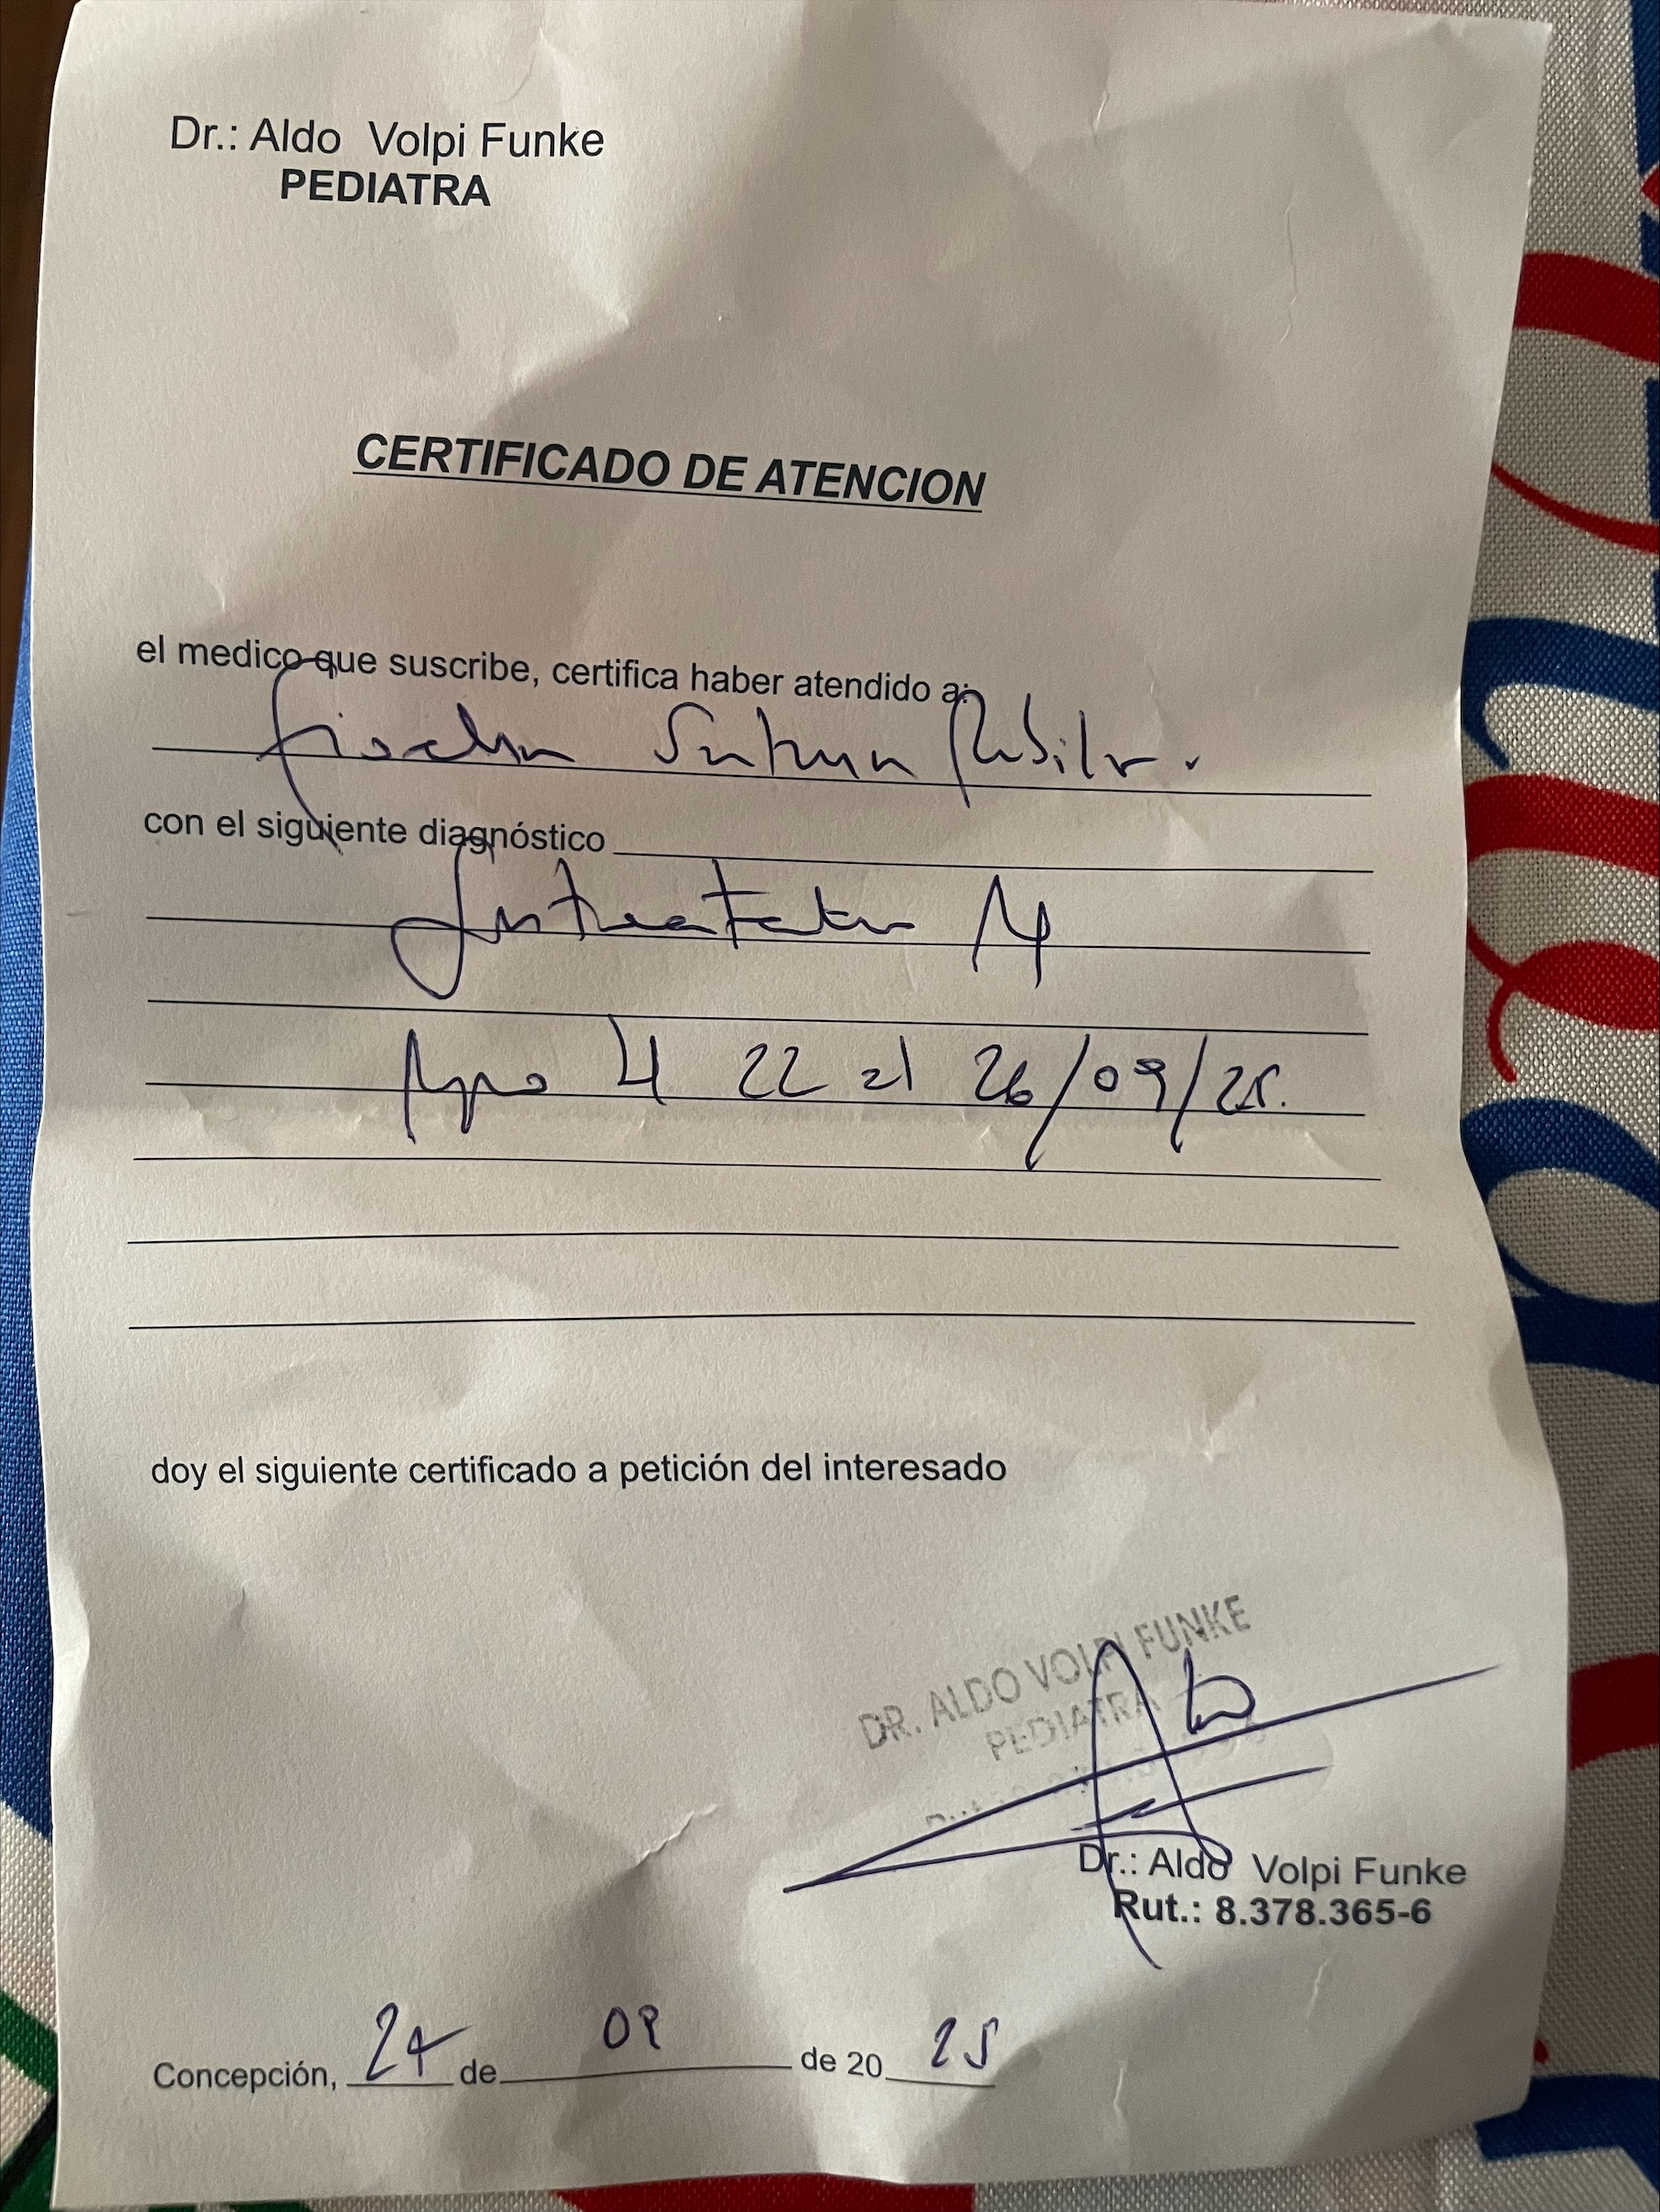 Dr.: Aldo Volpi Funke
PEDIATRA
CERTIFICADO DE ATENCION
el medico que suscribe, certifica haber atendido a:
con el siguiente diagnóstico
22 al 26/09/25.
doy el siguiente certificado a petición del interesado
DR. ALDO VOLPI FUNKE
PEDIATRA
Dr.: Aldo Volpi Funke
Rut.: 8.378.365-6
Concepción, 24 de 09 de 20 25